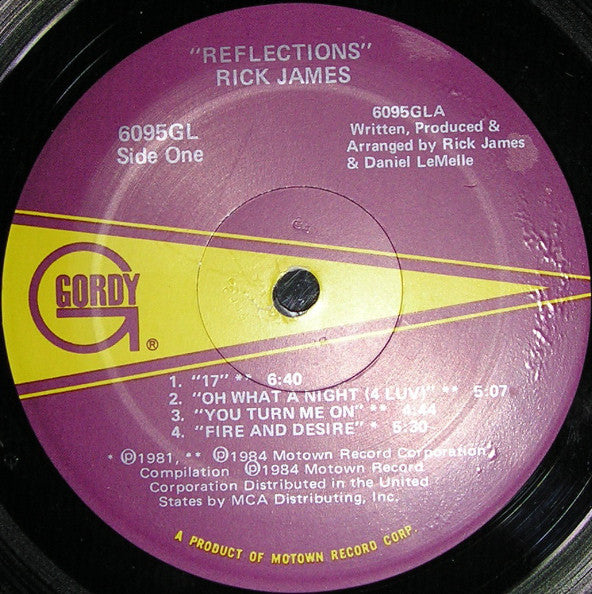 "REFLECTIONS"
RICK JAMES
6095GL
Side One
6095GLA
Written, Produced &
Arranged by Rick James
& Daniel LeMelle
GORDY
®
1. "17" ** 6:40
2. "OH WHAT A NIGHT (4 LUV)" ** 5:07
3. "YOU TURN ME ON" ** 4:44
4. "FIRE AND DESIRE" * 5:30
* ℗1981, ** ℗1984 Motown Record Corporation
Compilation ℗1984 Motown Record
Corporation Distributed in the United
States by MCA Distributing, Inc.
A PRODUCT OF MOTOWN RECORD CORP.